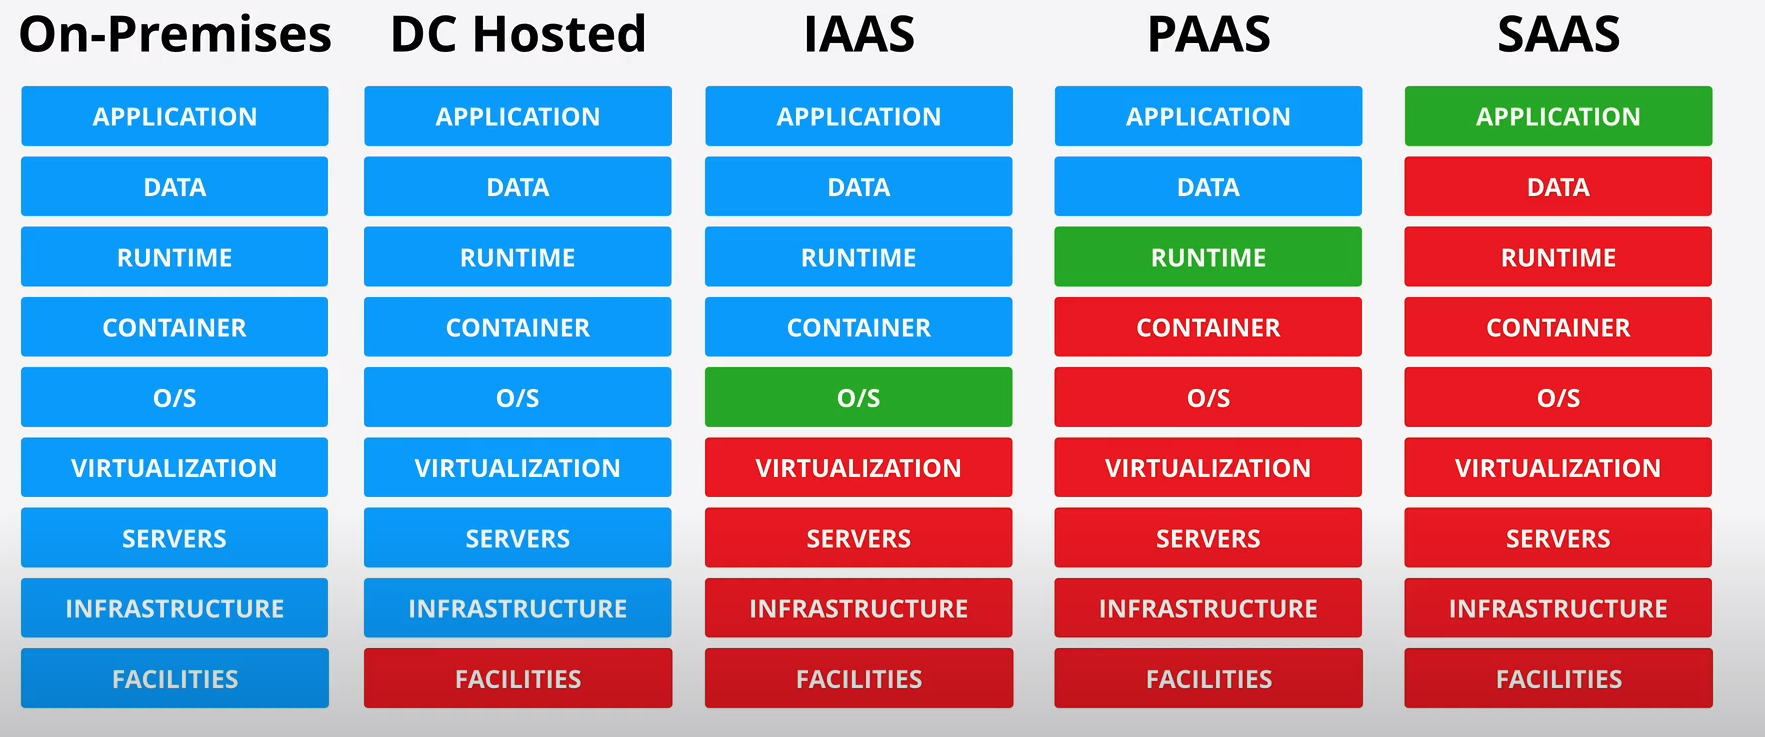 On-Premises DC Hosted IAAS PAAS SAAS
APPLICATION APPLICATION APPLICATION APPLICATION APPLICATION
DATA DATA DATA DATA DATA
RUNTIME RUNTIME RUNTIME RUNTIME RUNTIME
CONTAINER CONTAINER CONTAINER CONTAINER CONTAINER
O/S O/S O/S O/S O/S
VIRTUALIZATION VIRTUALIZATION VIRTUALIZATION VIRTUALIZATION VIRTUALIZATION
SERVERS SERVERS SERVERS SERVERS SERVERS
INFRASTRUCTURE INFRASTRUCTURE INFRASTRUCTURE INFRASTRUCTURE INFRASTRUCTURE
FACILITIES FACILITIES FACILITIES FACILITIES FACILITIES